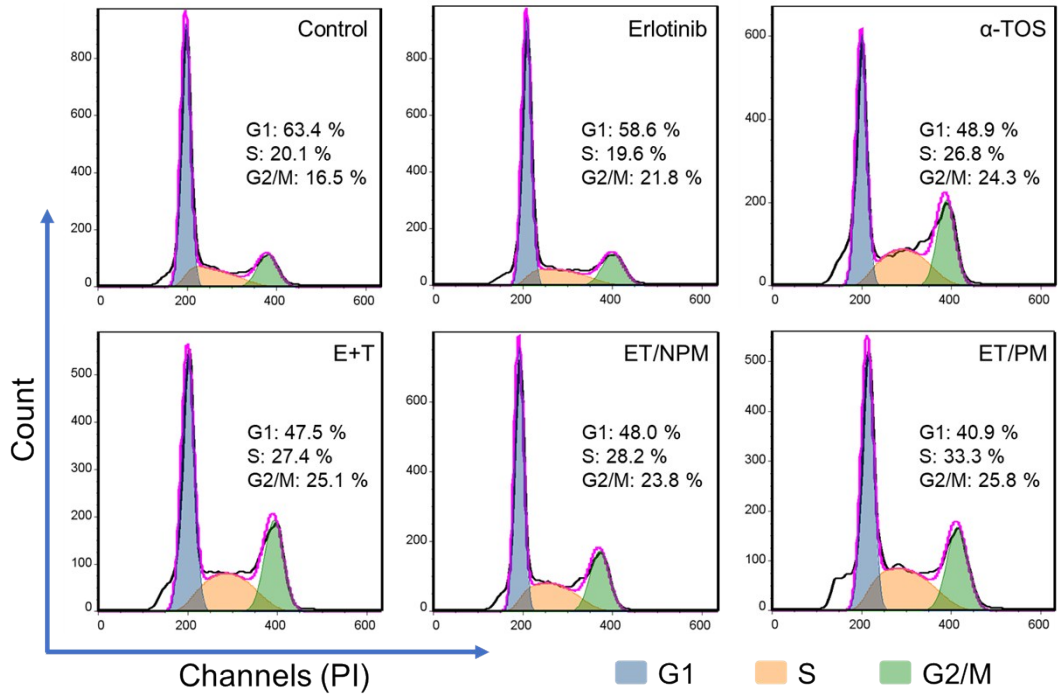 Control
800
600
400
200
0
0
200
400
600
G1: 63.4 %
S: 20.1 %
G2/M: 16.5 %
Erlotinib
800
600
400
200
0
0
200
400
600
G1: 58.6 %
S: 19.6 %
G2/M: 21.8 %
α-TOS
600
400
200
0
0
200
400
600
G1: 48.9 %
S: 26.8 %
G2/M: 24.3 %
E+T
500
400
300
200
100
0
0
200
400
600
G1: 47.5 %
S: 27.4 %
G2/M: 25.1 %
ET/NPM
600
400
200
0
0
200
400
600
G1: 48.0 %
S: 28.2 %
G2/M: 23.8 %
ET/PM
500
400
300
200
100
0
0
200
400
600
G1: 40.9 %
S: 33.3 %
G2/M: 25.8 %
Count
Channels (PI)
G1
S
G2/M